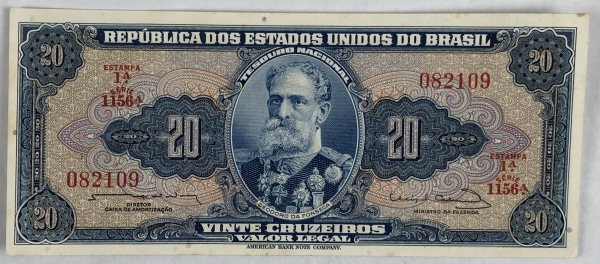 REPÚBLICA DOS ESTADOS UNIDOS DO BRASIL
TESOURO NACIONAL
20
20
ESTAMPA
1A
SÉRIE
1156A
082109
20
20
082109
ESTAMPA
1A
SÉRIE
1156A
DIRETOR
CAIXA DE AMORTIZAÇÃO
DEODORO DA FONSECA
MINISTRO DA FAZENDA
20
20
VINTE CRUZEIROS
VALOR LEGAL
AMERICAN BANK NOTE COMPANY.